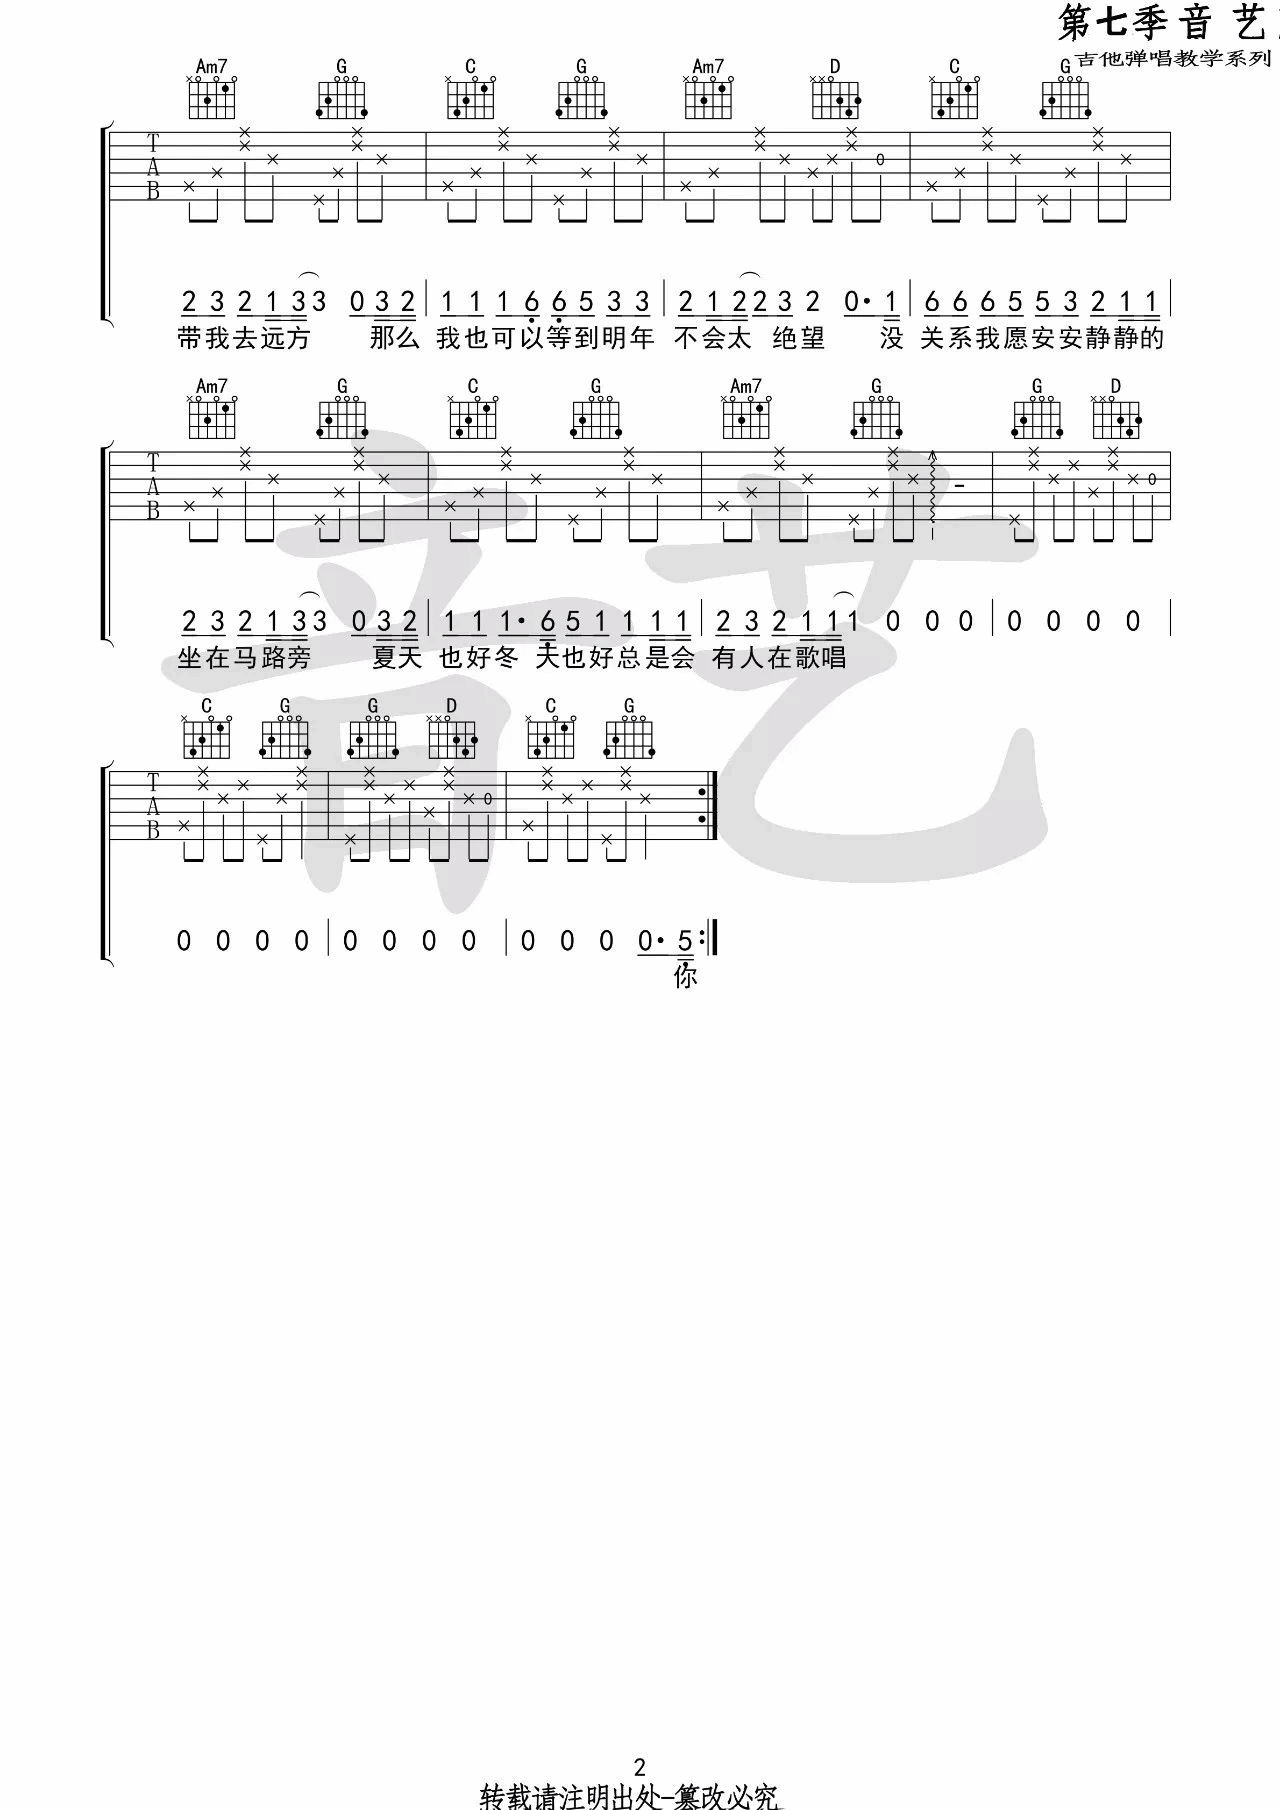 第七季音 艺
吉他弹唱教学系列
Am7 G C G Am7 D C G
T
A
B
0
2 3 2 1 3 3 0 3 2 1 1 1 6 6 5 3 3 2 1 2 2 3 2 0· 1 6 6 6 5 5 3 2 1 1
带我去远方 那么 我也可以等到明年 不会太 绝望 没 关系我愿安安静静的
Am7 G C G Am7 G G D
T
A
B
0
2 3 2 1 3 3 0 3 2 1 1 1· 6 5 1 1 1 1 2 3 2 1 1 1 0 0 0 0 0 0 0
坐在马路旁 夏天 也好冬 天也好总是会 有人在歌唱
C G G D C G
T
A
B
0
0 0 0 0 0 0 0 0 0 0 0 0· 5
你
音艺
2
转载请注明出处-篡改必究